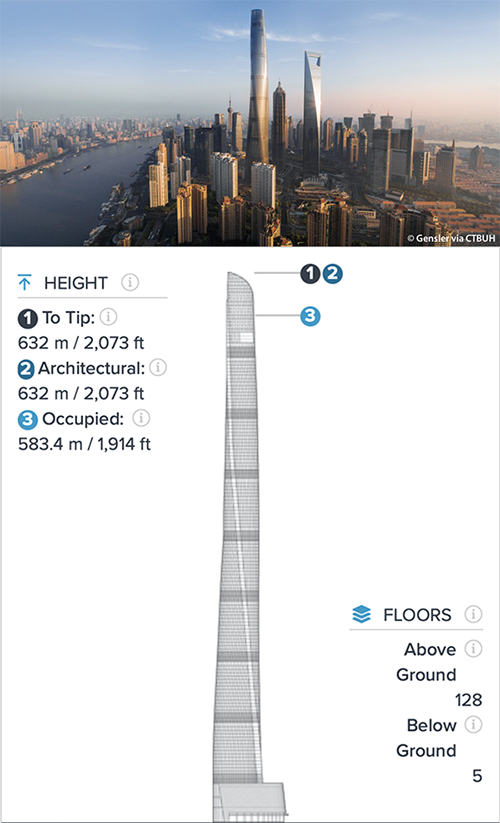 © Gensler via CTBUH
HEIGHT i
1 2
1 To Tip: i
3
632 m / 2,073 ft
2 Architectural: i
632 m / 2,073 ft
3 Occupied: i
583.4 m / 1,914 ft
FLOORS i
Above i
Ground
128
Below i
Ground
5